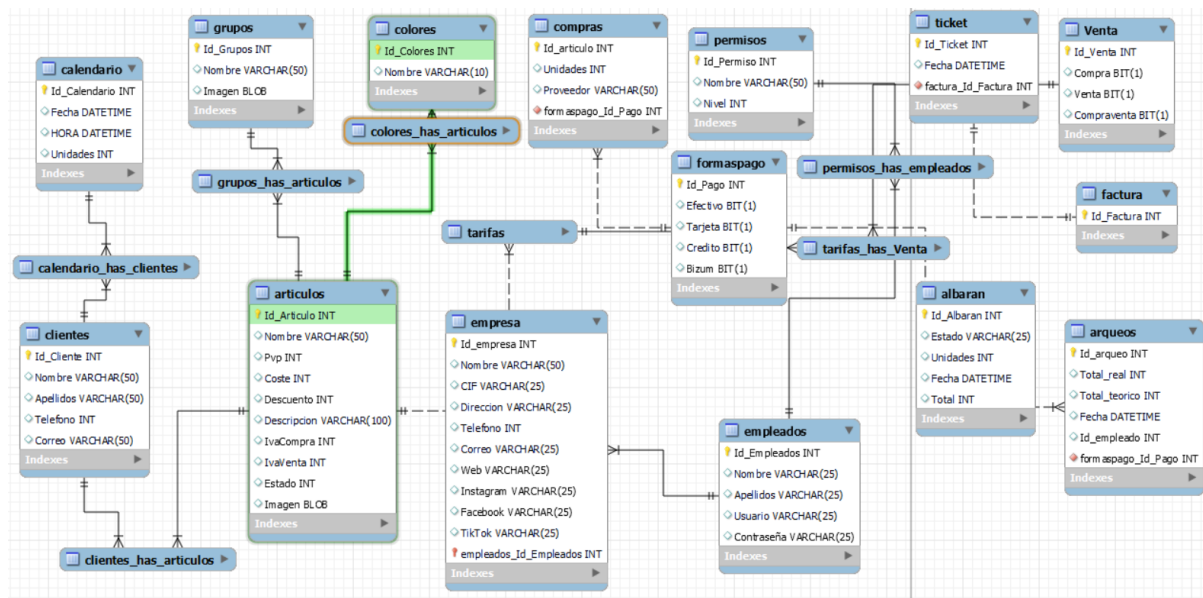 calendario
Id_Calendario INT
Fecha DATETIME
HORA DATETIME
Unidades INT
Indexes
grupos
Id_Grupos INT
Nombre VARCHAR(50)
Imagen BLOB
Indexes
colores
Id_Colores INT
Nombre VARCHAR(10)
Indexes
colores_has_articulos
grupos_has_articulos
compras
Id_articulo INT
Unidades INT
Proveedor VARCHAR(50)
formaspago_Id_Pago INT
Indexes
permisos
Id_Permiso INT
Nombre VARCHAR(50)
Nivel INT
Indexes
ticket
Id_Ticket INT
Fecha DATETIME
factura_Id_Factura INT
Indexes
Venta
Id_Venta INT
Compra BIT(1)
Venta BIT(1)
Compraventa BIT(1)
Indexes
formaspago
Id_Pago INT
Efectivo BIT(1)
Tarjeta BIT(1)
Credito BIT(1)
Bizum BIT(1)
Indexes
permisos_has_empleados
factura
Id_Factura INT
Indexes
tarifas
tarifas_has_Venta
calendario_has_clientes
clientes
Id_Cliente INT
Nombre VARCHAR(50)
Apellidos VARCHAR(50)
Telefono INT
Correo VARCHAR(50)
Indexes
articulos
Id_Articulo INT
Nombre VARCHAR(50)
Pvp INT
Coste INT
Descuento INT
Descripcion VARCHAR(100)
IvaCompra INT
IvaVenta INT
Estado INT
Imagen BLOB
Indexes
empresa
Id_empresa INT
Nombre VARCHAR(50)
CIF VARCHAR(25)
Direccion VARCHAR(25)
Telefono INT
Correo VARCHAR(25)
Web VARCHAR(25)
Instagram VARCHAR(25)
Facebook VARCHAR(25)
TikTok VARCHAR(25)
empleados_Id_Empleados INT
Indexes
albaran
Id_Albaran INT
Estado VARCHAR(25)
Unidades INT
Fecha DATETIME
Total INT
Indexes
arqueos
Id_arqueo INT
Total_real INT
Total_teorico INT
Fecha DATETIME
Id_empleado INT
formaspago_Id_Pago INT
Indexes
empleados
Id_Empleados INT
Nombre VARCHAR(25)
Apellidos VARCHAR(25)
Usuario VARCHAR(25)
Contraseña VARCHAR(25)
Indexes
clientes_has_articulos